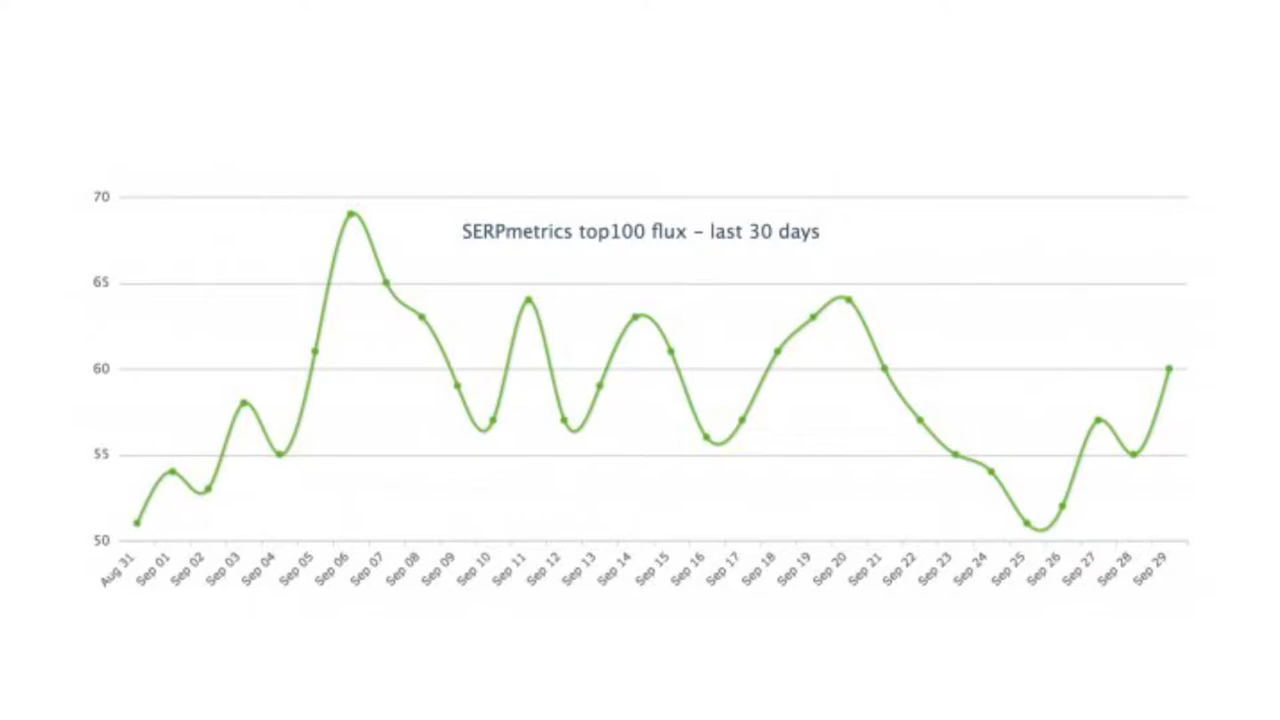 70
SERPmetrics top100 flux – last 30 days
65
60
55
50
Aug 31 Sep 01 Sep 02 Sep 03 Sep 04 Sep 05 Sep 06 Sep 07 Sep 08 Sep 09 Sep 10 Sep 11 Sep 12 Sep 13 Sep 14 Sep 15 Sep 16 Sep 17 Sep 18 Sep 19 Sep 20 Sep 21 Sep 22 Sep 23 Sep 24 Sep 25 Sep 26 Sep 27 Sep 28 Sep 29